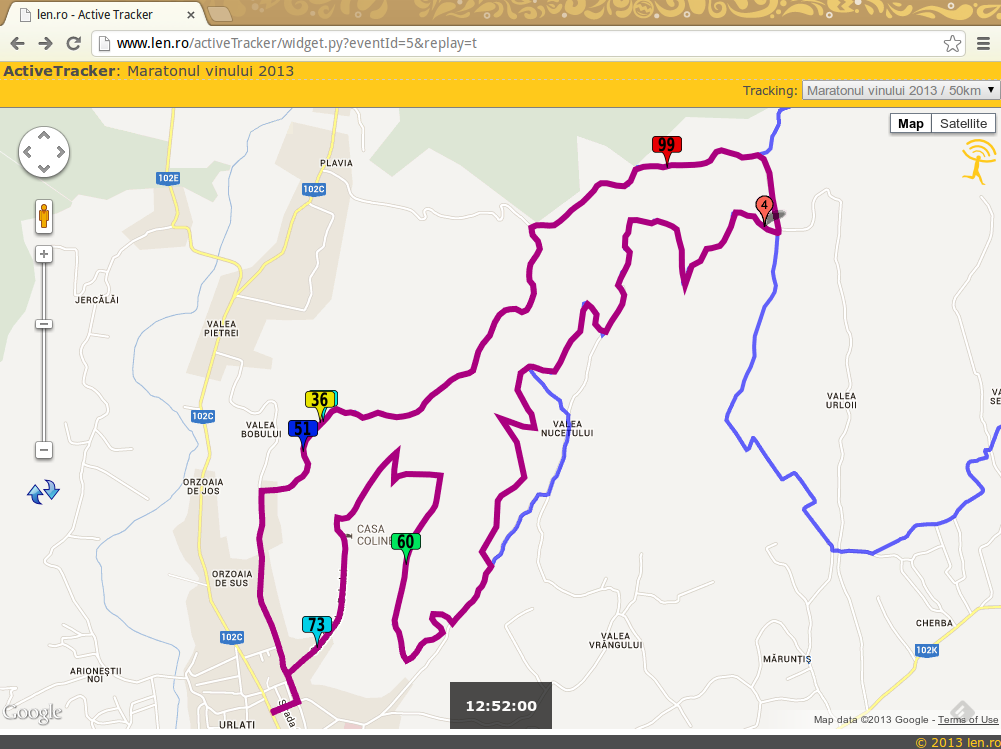 len.ro - Active Tracker
www.len.ro/activeTracker/widget.py?eventId=5&replay=t
ActiveTracker: Maratonul vinului 2013
Tracking: Maratonul vinului 2013 / 50km
Map Satellite
99
PLAVIA
102E
102C
4
JERCĂLĂI
VALEA
PIETREI
36
VALEA
URLOII
VA
SE
102C
VALEA
BOBULUI
51
VALEA
NUCETULUI
ORZOAIA
DE JOS
CASA
COLINE
60
ORZOAIA
DE SUS
73
CHERBA
102C
VALEA
VRÂNGULUI
102K
MĂRUNȚIȘ
ARIONEȘTII
NOI
Strada
12:52:00
Google
URLATI
Map data ©2013 Google - Terms of Use
© 2013 len.ro